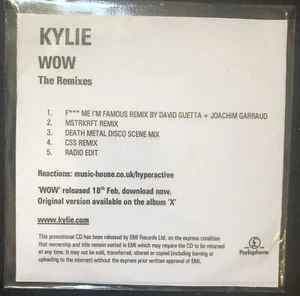 KYLIE
WOW
The Remixes
1. F*** ME I'M FAMOUS REMIX BY DAVID GUETTA + JOACHIM GARRAUD
2. MSTRKRFT REMIX
3. DEATH METAL DISCO SCENE MIX
4. CSS REMIX
5. RADIO EDIT
Reactions: music-house.co.uk/hyperactive
'WOW' released 18th Feb, download now.
Original version available on the album 'X'
www.kylie.com
This promotional CD has been released by EMI Records Ltd. on the express condition
that ownership and title remain vested in EMI which may require the CD to be returned
at any time. It may not be sold, transferred, altered or copied (including burning or
uploading to the internet) without the express prior written approval of EMI.
Parlophone